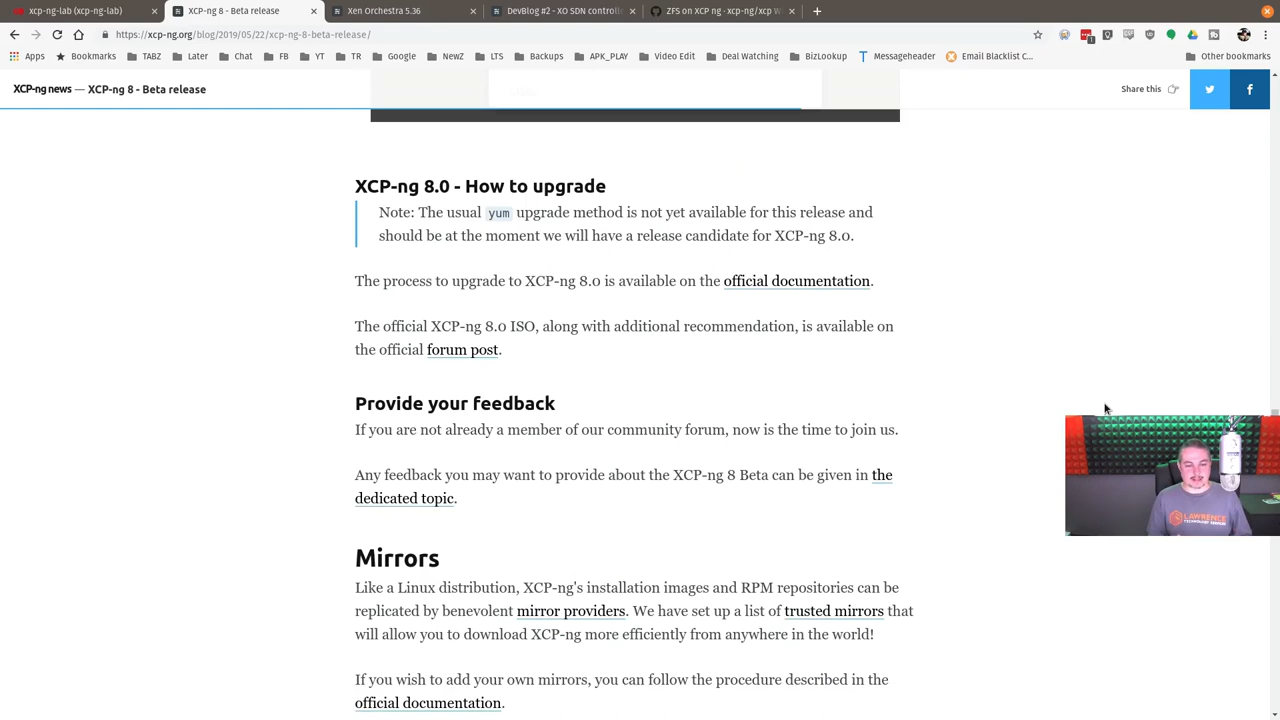 xcp-ng-lab (xcp-ng-lab)
XCP-ng 8 - Beta release
Xen Orchestra 5.36
DevBlog #2 - XO SDN controll
ZFS on XCP ng · xcp-ng/xcp W
https://xcp-ng.org/blog/2019/05/22/xcp-ng-8-beta-release/
Apps Bookmarks TABZ Later Chat FB YT TR Google NewZ LTS Backups APK_PLAY Video Edit Deal Watching BizLookup Messageheader Email Blacklist C... Other bookmarks
XCP-ng news — XCP-ng 8 - Beta release
Share this
XCP-ng 8.0 - How to upgrade
Note: The usual yum upgrade method is not yet available for this release and
should be at the moment we will have a release candidate for XCP-ng 8.0.
The process to upgrade to XCP-ng 8.0 is available on the official documentation.
The official XCP-ng 8.0 ISO, along with additional recommendation, is available on
the official forum post.
Provide your feedback
If you are not already a member of our community forum, now is the time to join us.
Any feedback you may want to provide about the XCP-ng 8 Beta can be given in the
dedicated topic.
LAWRENCE
TECHNOLOGY SERVICES
Mirrors
Like a Linux distribution, XCP-ng's installation images and RPM repositories can be
replicated by benevolent mirror providers. We have set up a list of trusted mirrors that
will allow you to download XCP-ng more efficiently from anywhere in the world!
If you wish to add your own mirrors, you can follow the procedure described in the
official documentation.